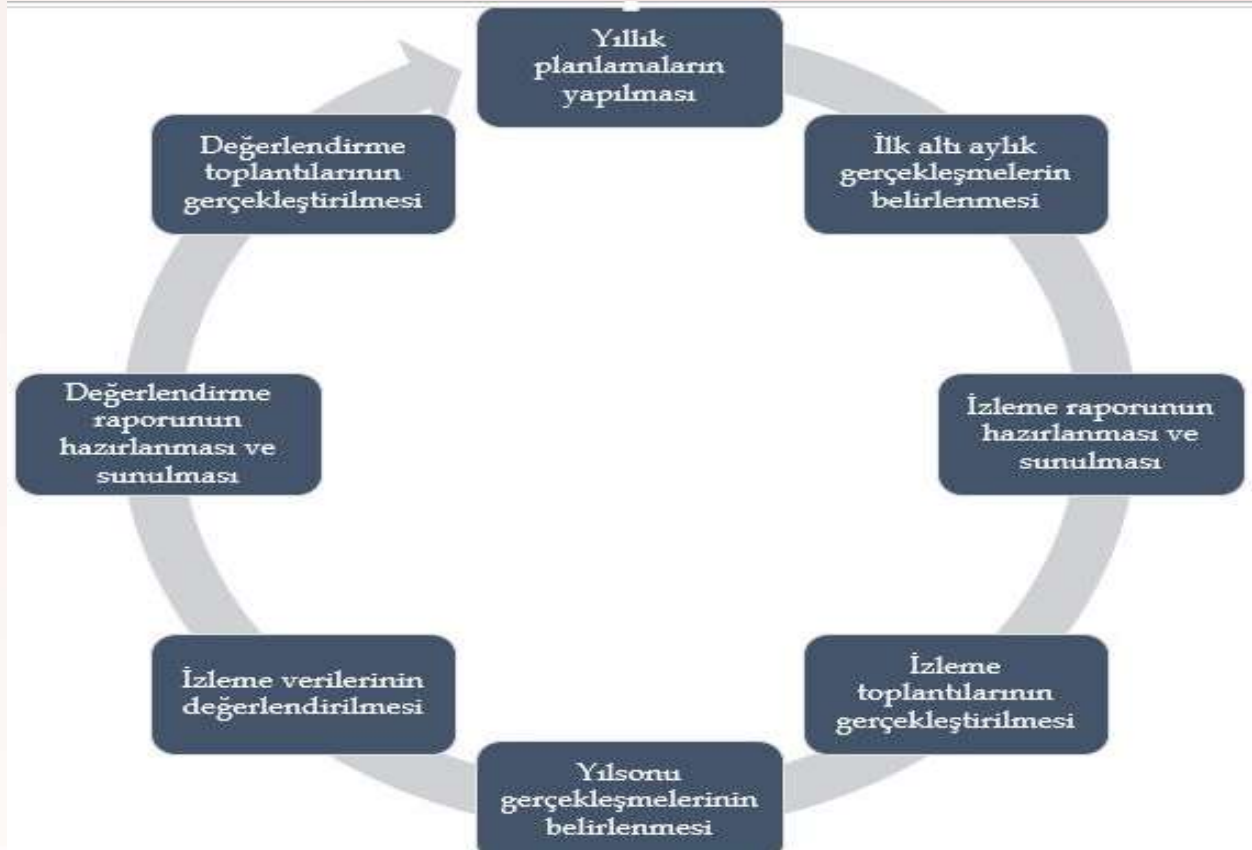 Yıllık
planlamaların
yapılması
İlk altı aylık
gerçekleşmelerin
belirlenmesi
İzleme raporunun
hazırlanması ve
sunulması
İzleme
toplantılarının
gerçekleştirilmesi
Yılsonu
gerçekleşmelerinin
belirlenmesi
İzleme verilerinin
değerlendirilmesi
Değerlendirme
raporunun
hazırlanması ve
sunulması
Değerlendirme
toplantılarının
gerçekleştirilmesi